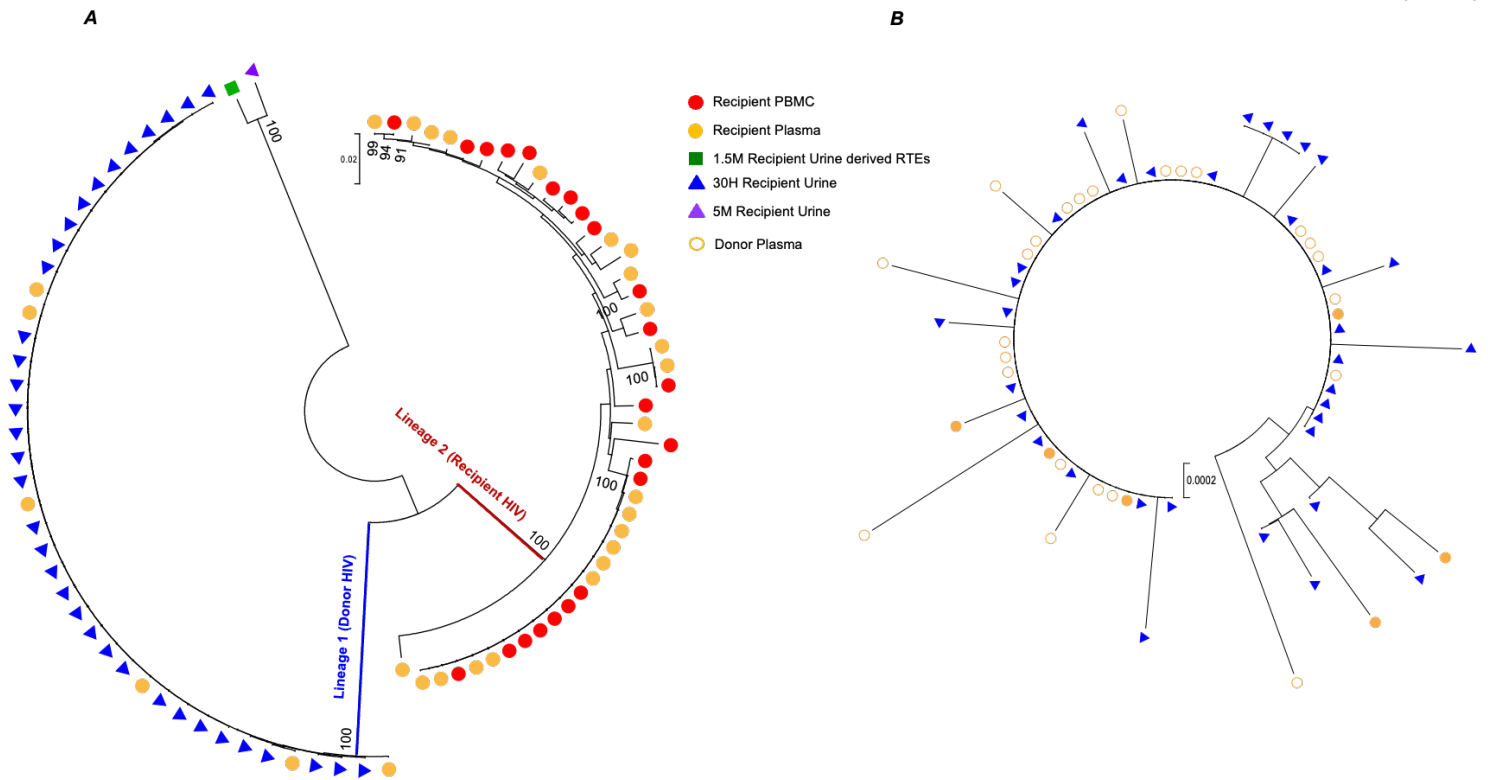 A
B
Recipient PBMC
Recipient Plasma
1.5M Recipient Urine derived RTEs
30H Recipient Urine
5M Recipient Urine
Donor Plasma
100
0.02
99
94
91
100
100
Lineage 2 (Recipient HIV)
100
100
Lineage 1 (Donor HIV)
100
0.0002